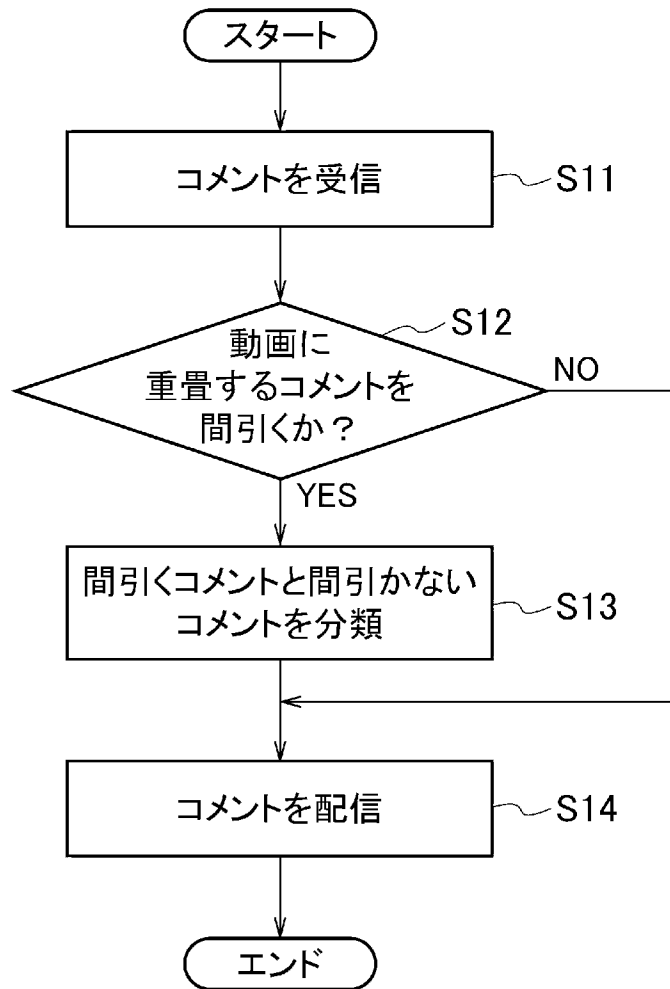 スタート
コメントを受信
S11
S12
動画に
重畳するコメントを
間引くか？
NO
YES
間引くコメントと間引かない
コメントを分類
S13
コメントを配信
S14
エンド